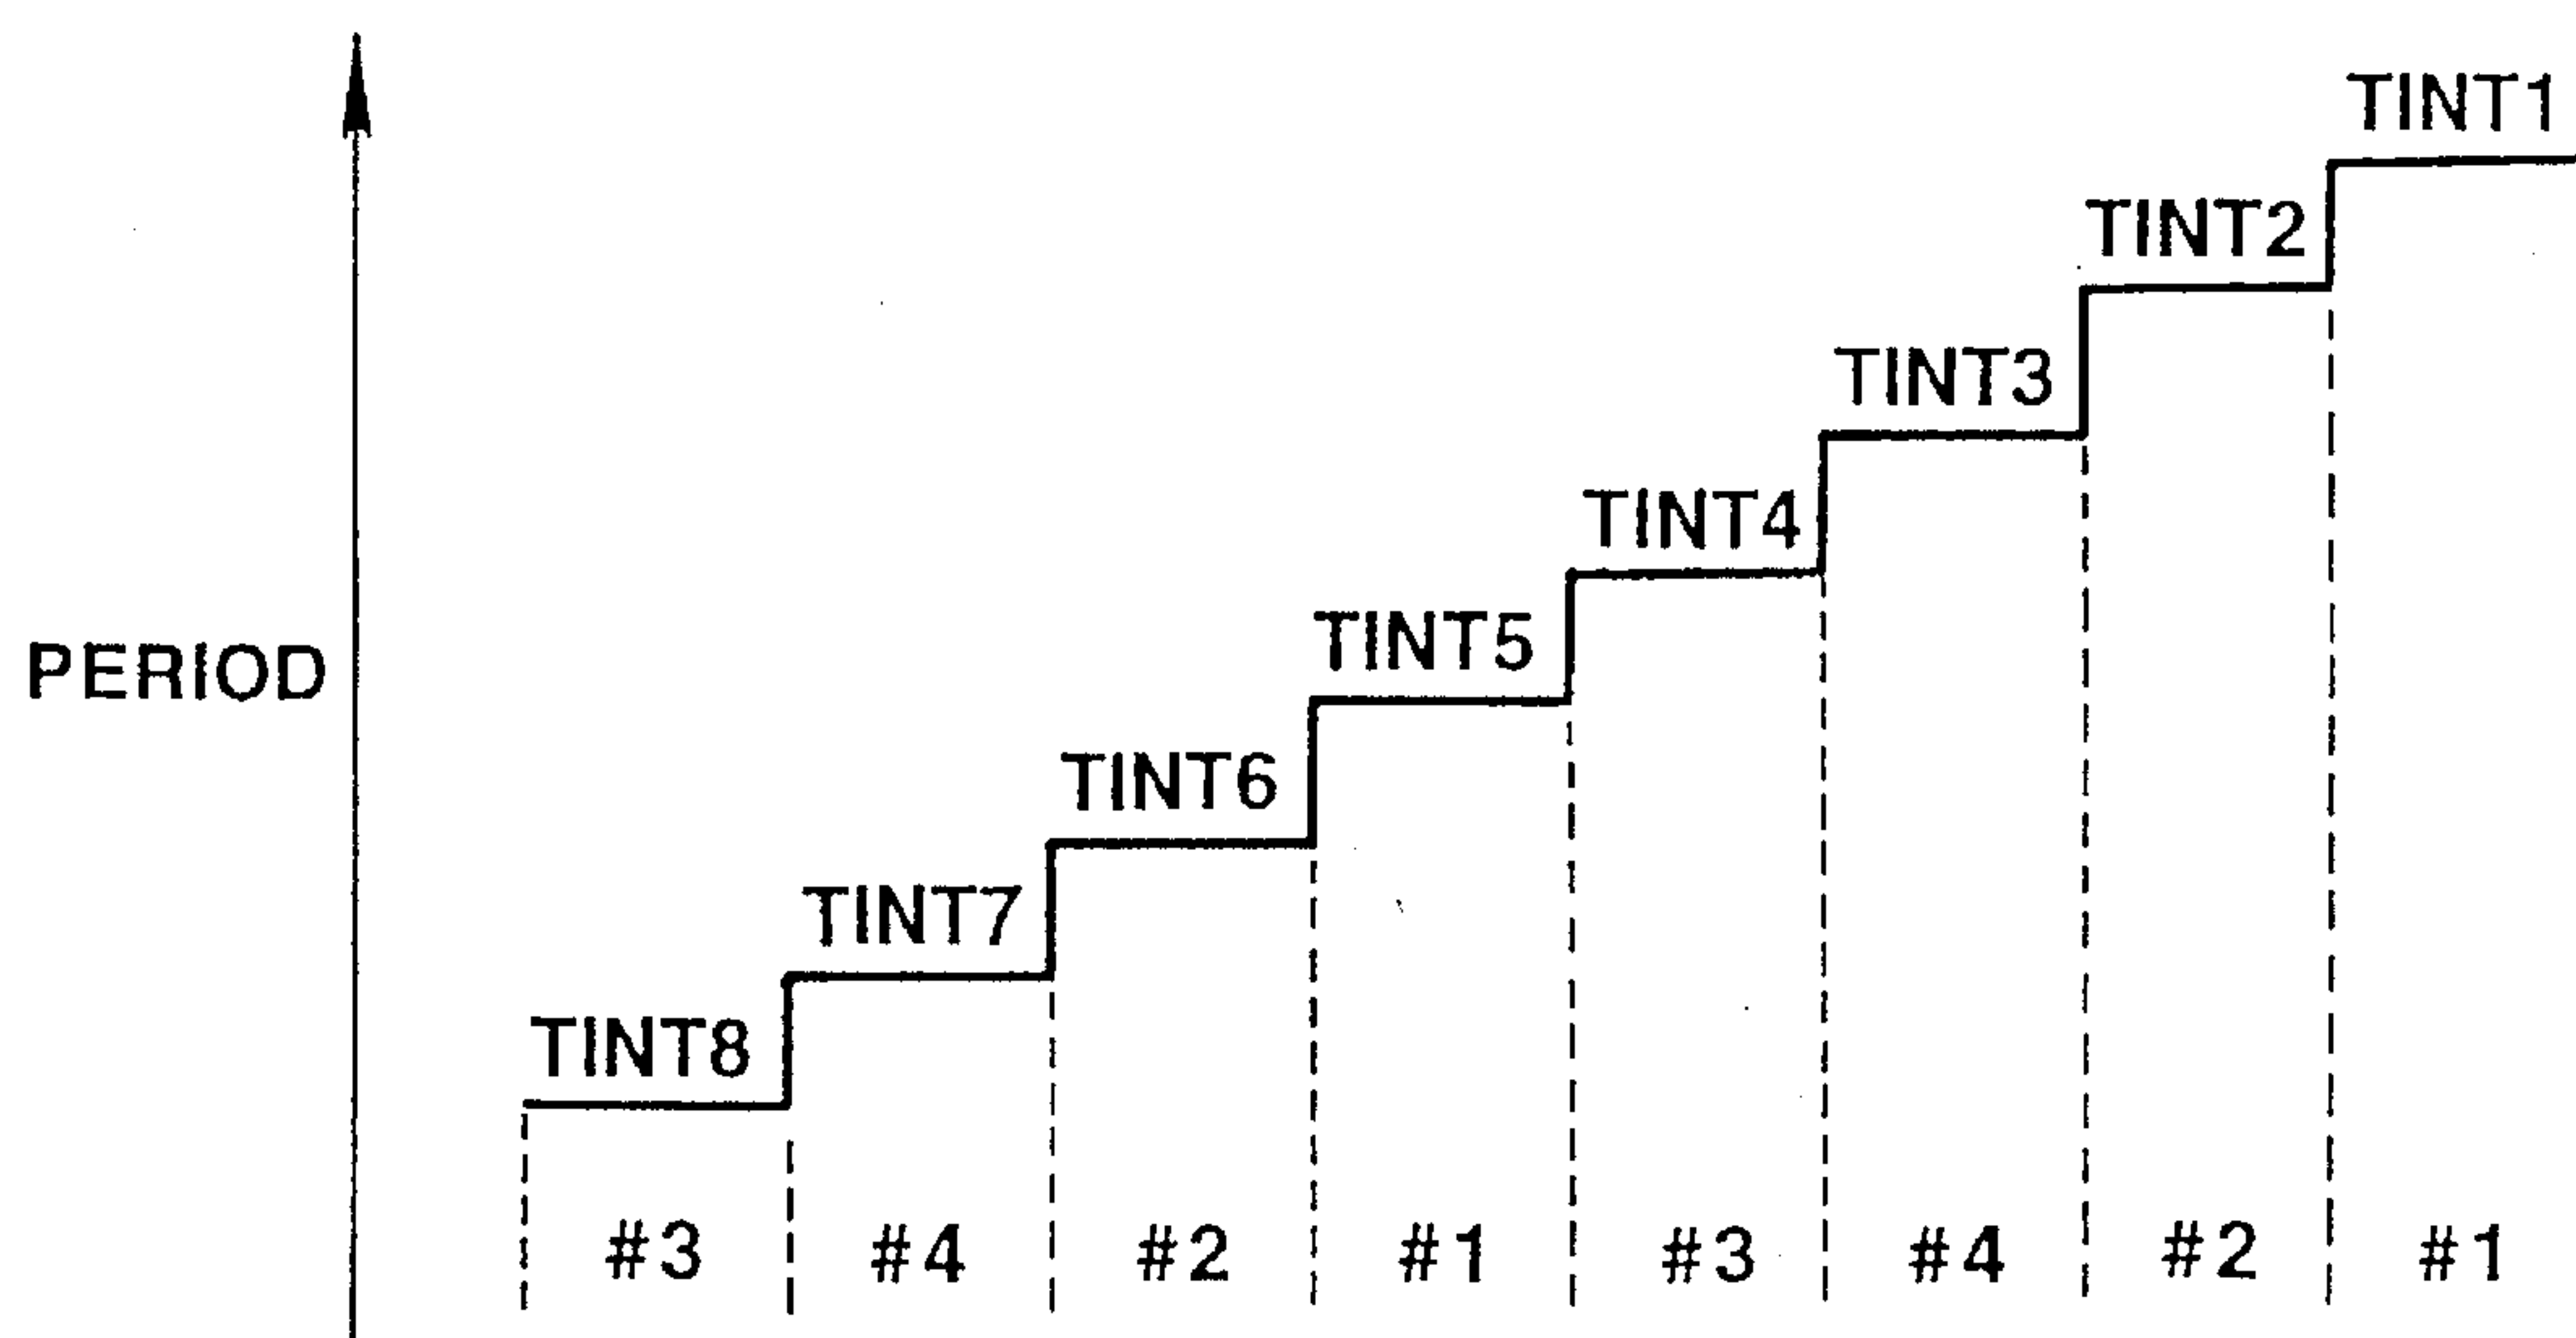 TINT1
TINT2
TINT3
TINT4
TINT5
PERIOD
TINT6
TINT7
TINT8
#3 #4 #2 #1 #3 #4 #2 #1